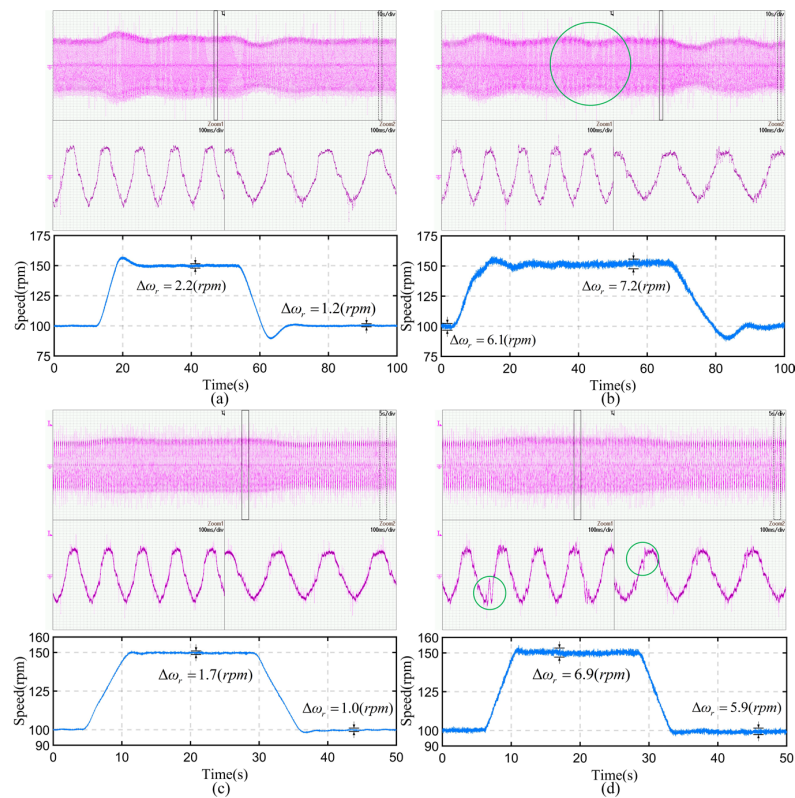 10s/div
10s/div
Zoom1
Zoom2
100ms/div
100ms/div
Zoom1
Zoom2
100ms/div
100ms/div
175
150
125
100
75
Speed(rpm)
Δωr = 2.2(rpm)
Δωr = 1.2(rpm)
0 20 40 60 80 100
Time(s)
(a)
175
150
125
100
75
Speed(rpm)
Δωr = 7.2(rpm)
Δωr = 6.1(rpm)
0 20 40 60 80 100
Time(s)
(b)
5s/div
5s/div
Zoom1
Zoom2
100ms/div
100ms/div
Zoom1
Zoom2
100ms/div
100ms/div
160
150
125
100
90
Speed(rpm)
Δωr = 1.7(rpm)
Δωr = 1.0(rpm)
0 10 20 30 40 50
Time(s)
(c)
160
150
125
100
90
Speed(rpm)
Δωr = 6.9(rpm)
Δωr = 5.9(rpm)
0 10 20 30 40 50
Time(s)
(d)